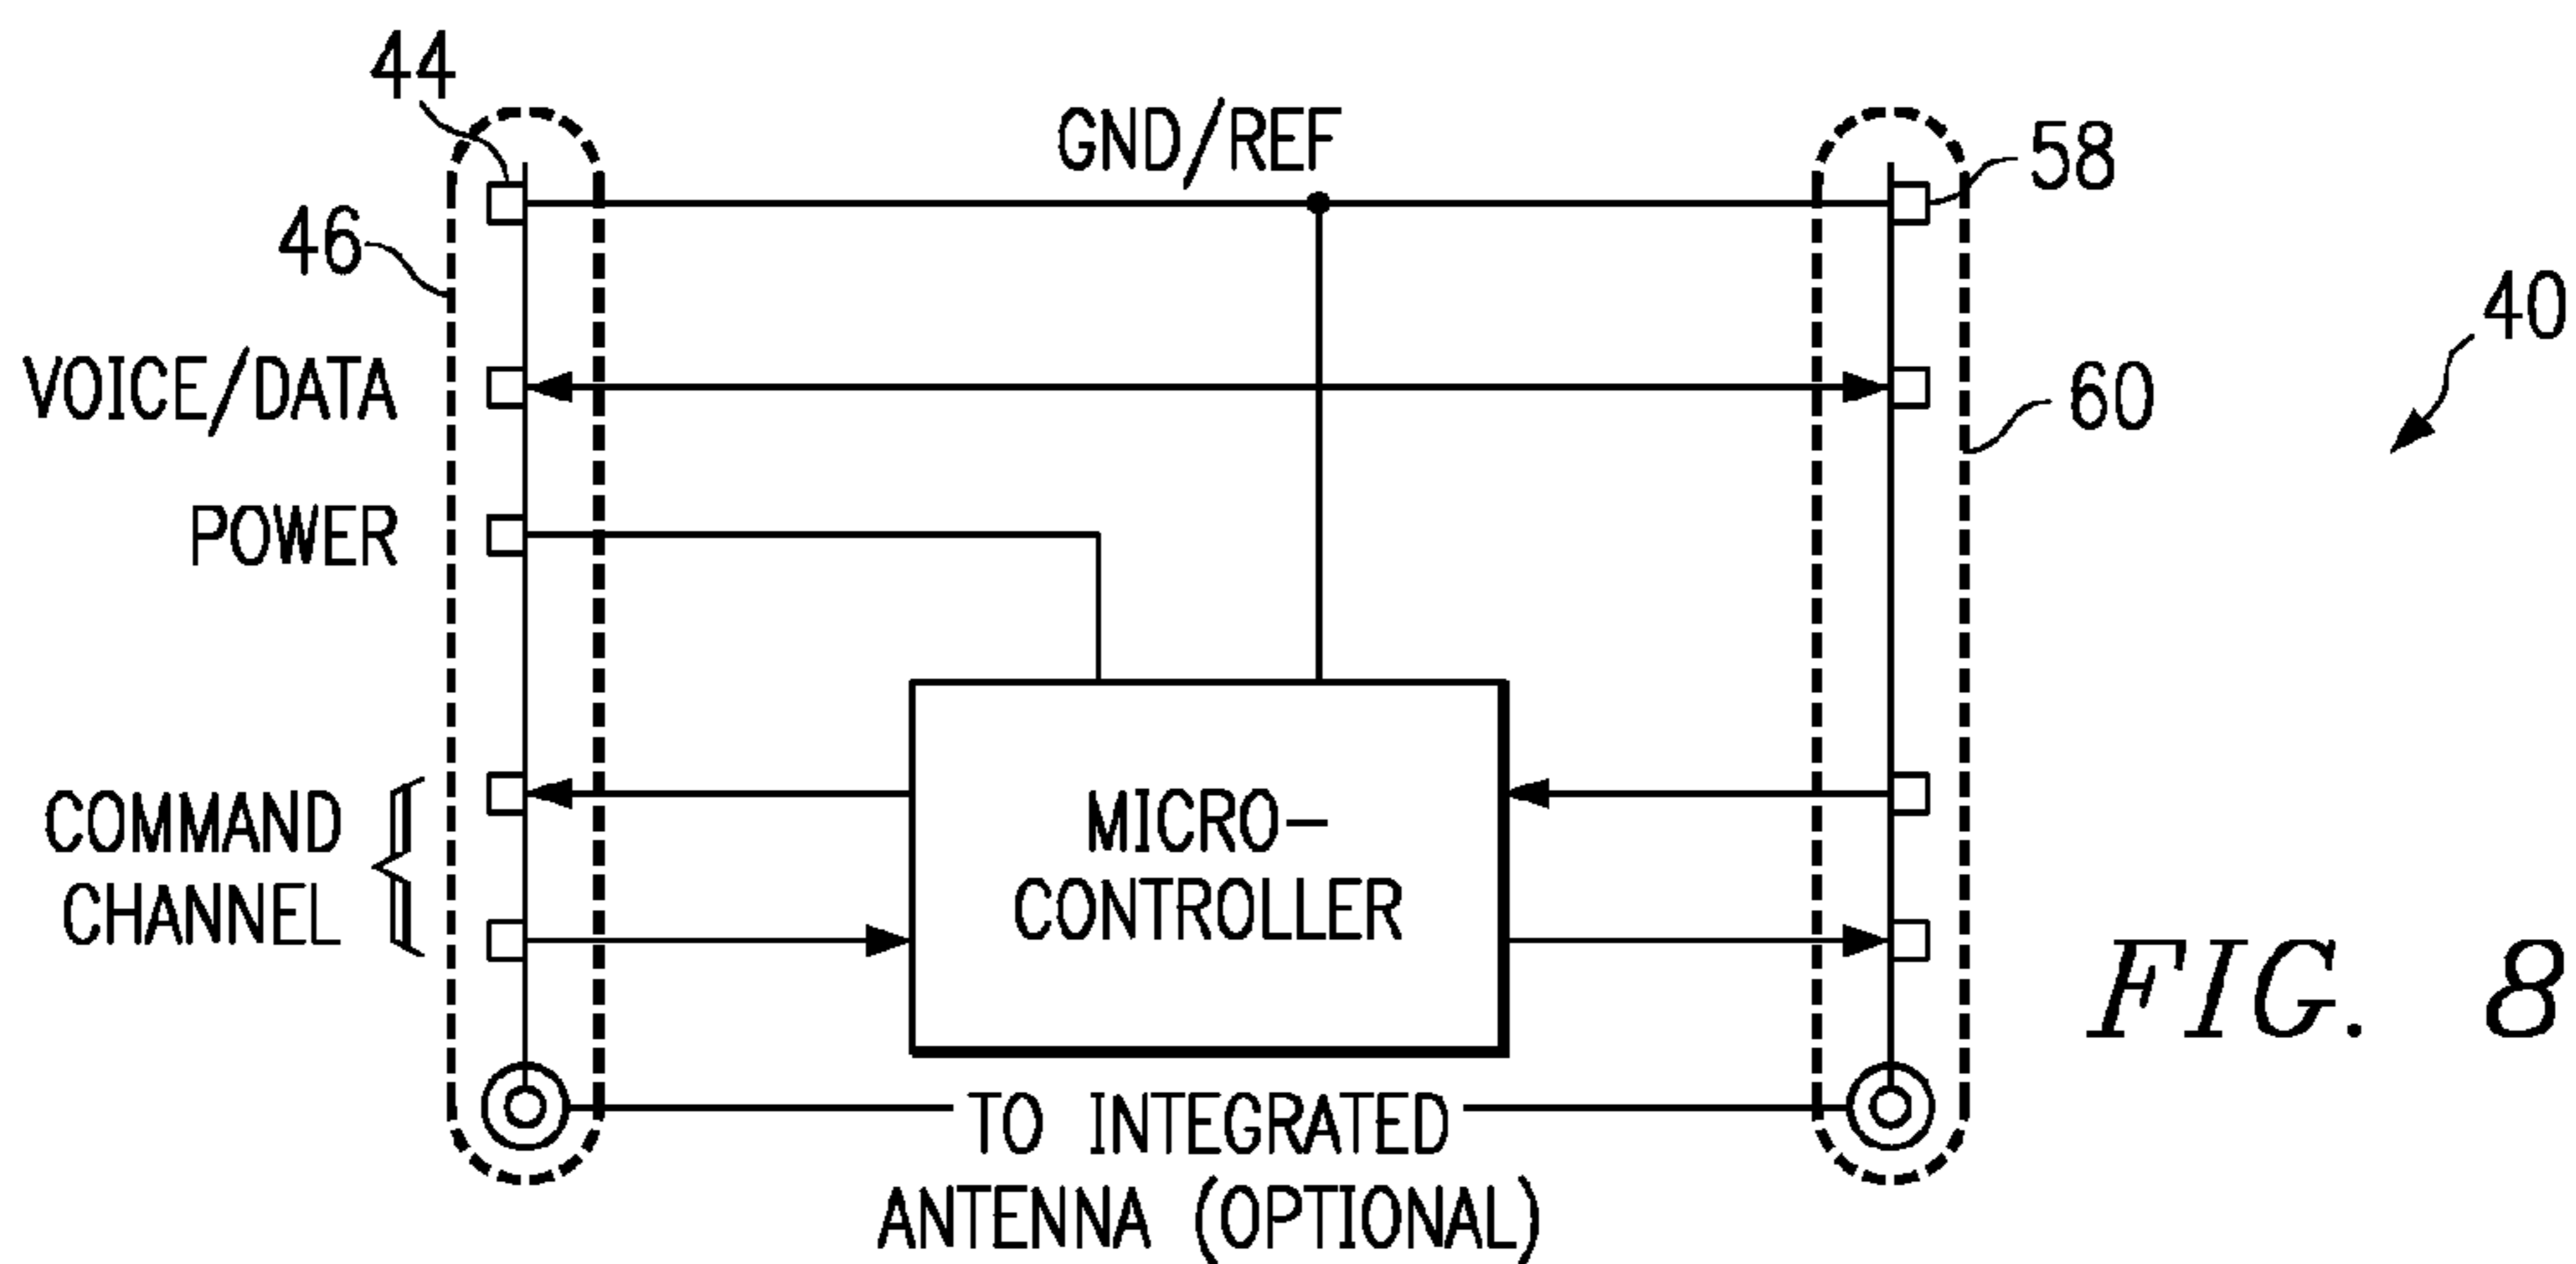 44
GND/REF
58
46
40
VOICE/DATA
60
POWER
COMMAND
CHANNEL
MICRO-
CONTROLLER
FIG. 8
TO INTEGRATED
ANTENNA (OPTIONAL)